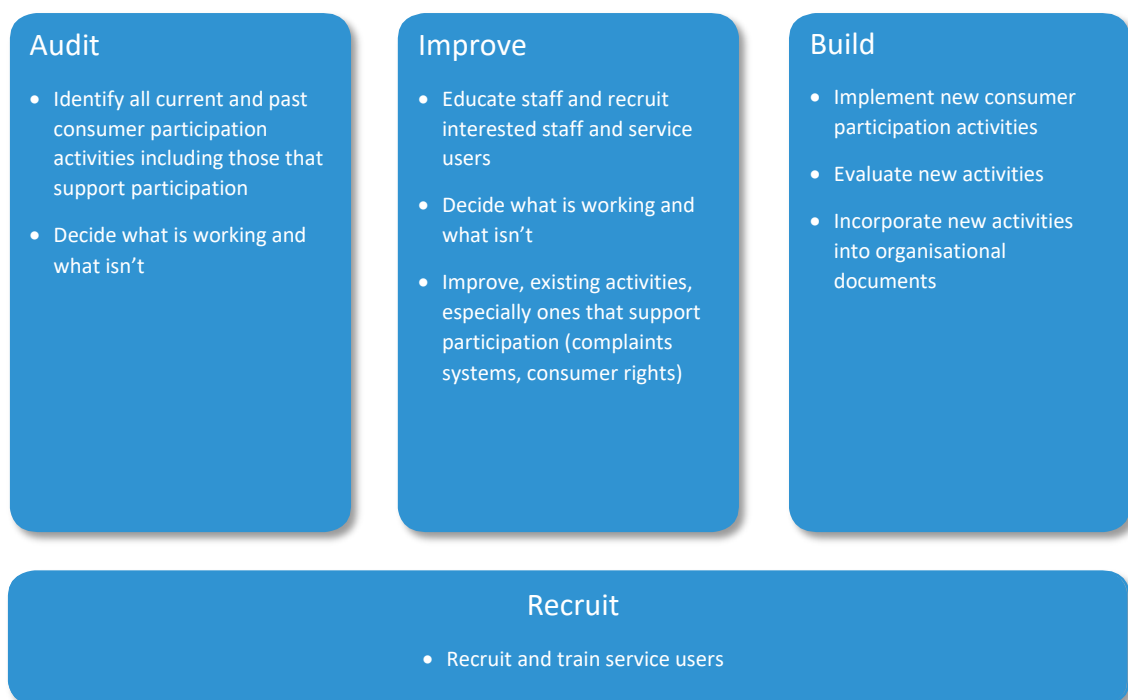 Audit
• Identify all current and past
consumer participation
activities including those that
support participation
• Decide what is working and
what isn’t
Improve
• Educate staff and recruit
interested staff and service
users
• Decide what is working and
what isn’t
• Improve, existing activities,
especially ones that support
participation (complaints
systems, consumer rights)
Build
• Implement new consumer
participation activities
• Evaluate new activities
• Incorporate new activities
into organisational
documents
Recruit
• Recruit and train service users